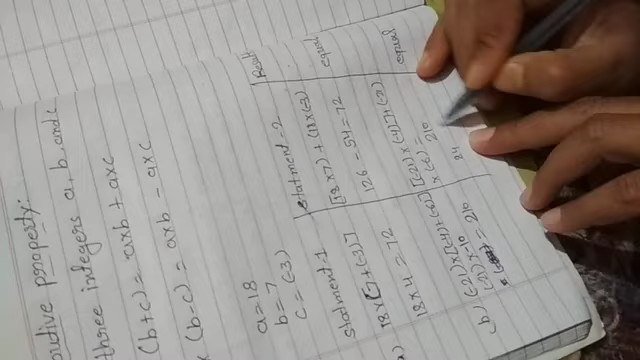 butive property:
three integers a, b, and c
(b+c) = axb + axc
x (b-c) = axb - axc
a = 18
b = 7
c = (-3)
statment-1 statment-2 Result
a) 18 x [7+(-3)] [18 x 7] + (18 x (-3) equal
18 x 4 = 72 126 - 54 = 72
b) (-21) x [(-4) + (-6)] [(-21) x (-4)] + [(-21) equal
(-21) x -10 x (-6)] =
= 210 210
84